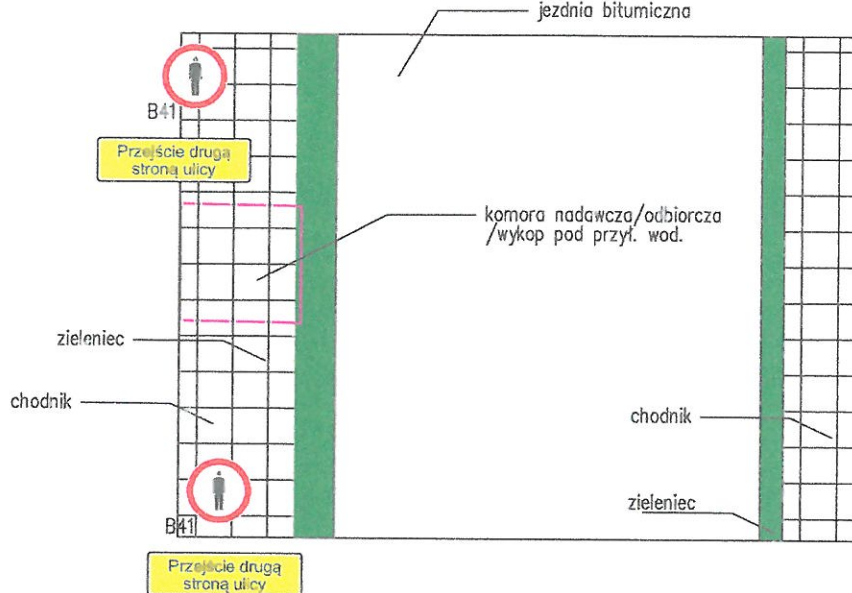 jezdnia bitumiczna
B41
Przejście drugą
stroną ulicy
komora nadawcza/odbiorcza
/wykop pod przył. wod.
zieleniec
chodnik
chodnik
zieleniec
B41
Przejście drugą
stroną ulicy